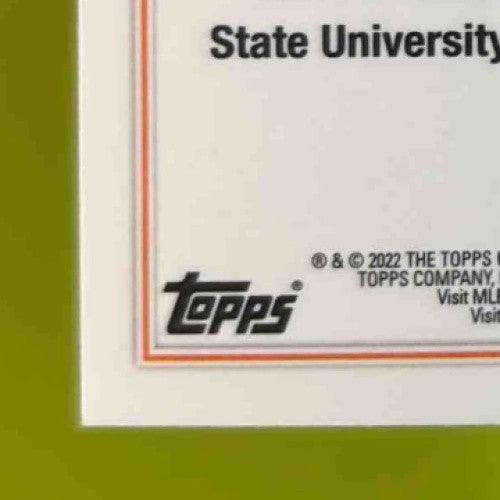 State University
® & © 2022 THE TOPPS
TOPPS COMPANY,
Visit MLB
Visit
TOPPS®